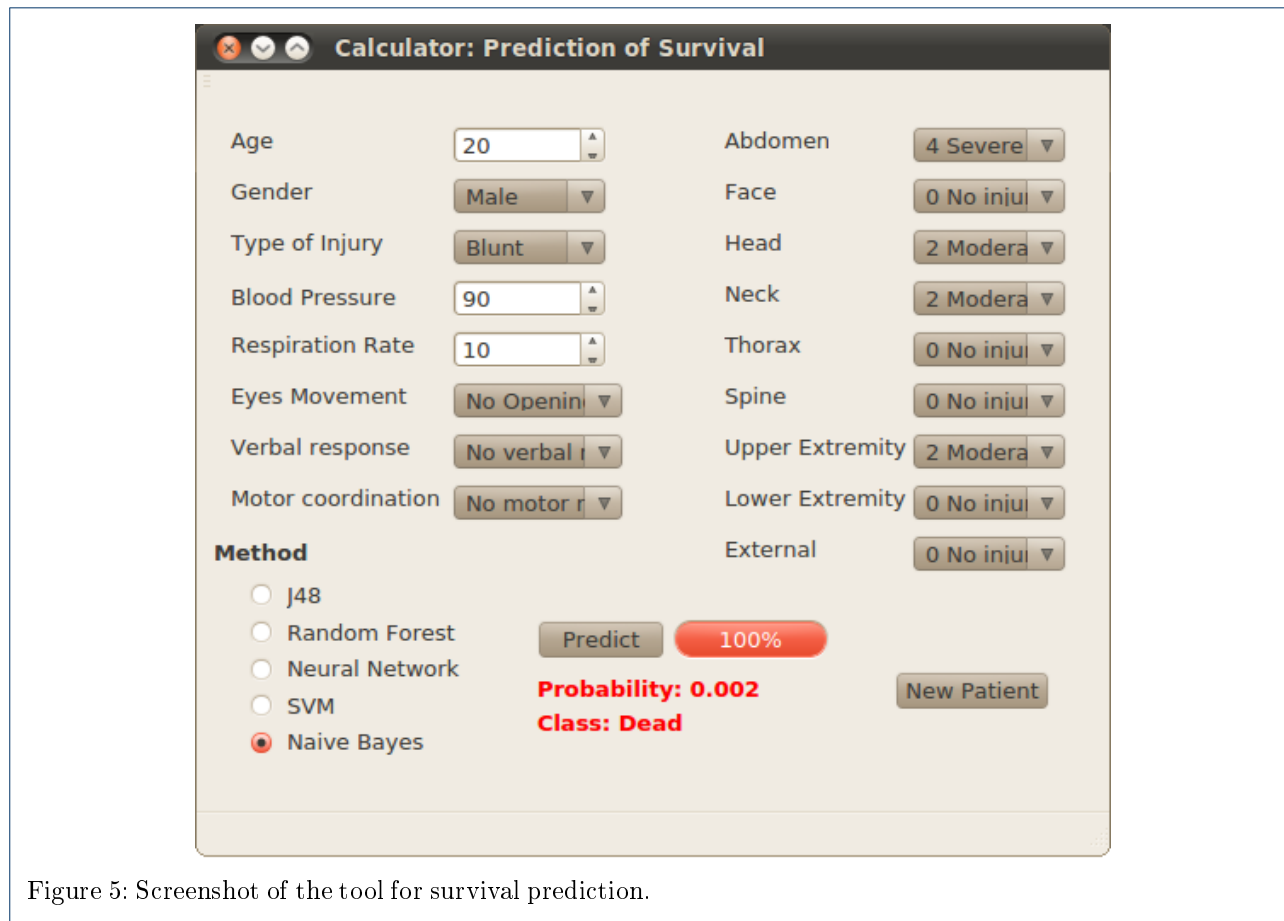 Calculator: Prediction of Survival
Age 20
Gender Male
Type of Injury Blunt
Blood Pressure 90
Respiration Rate 10
Eyes Movement No Openin
Verbal response No verbal r
Motor coordination No motor r
Method
J48
Random Forest
Neural Network
SVM
Naive Bayes
Abdomen 4 Severe
Face 0 No injur
Head 2 Modera
Neck 2 Modera
Thorax 0 No injur
Spine 0 No injur
Upper Extremity 2 Modera
Lower Extremity 0 No injur
External 0 No injur
Predict 100%
Probability: 0.002
Class: Dead
New Patient
Figure 5: Screenshot of the tool for survival prediction.